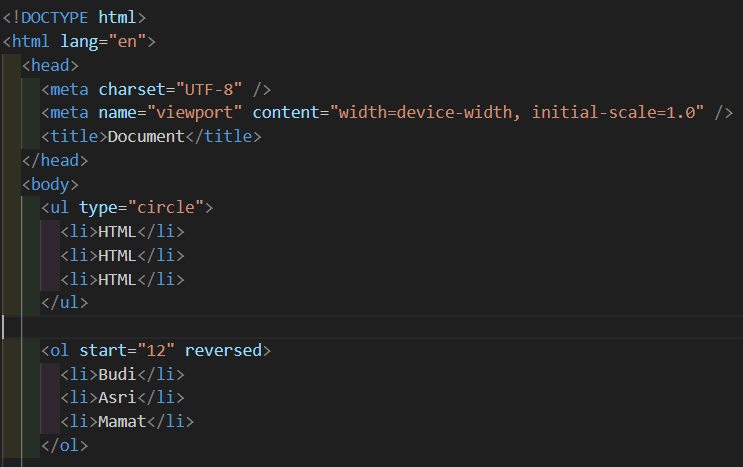 <!DOCTYPE html>
<html lang="en">
<head>
<meta charset="UTF-8" />
<meta name="viewport" content="width=device-width, initial-scale=1.0" />
<title>Document</title>
</head>
<body>
<ul type="circle">
<li>HTML</li>
<li>HTML</li>
<li>HTML</li>
</ul>
<ol start="12" reversed>
<li>Budi</li>
<li>Asri</li>
<li>Mamat</li>
</ol>